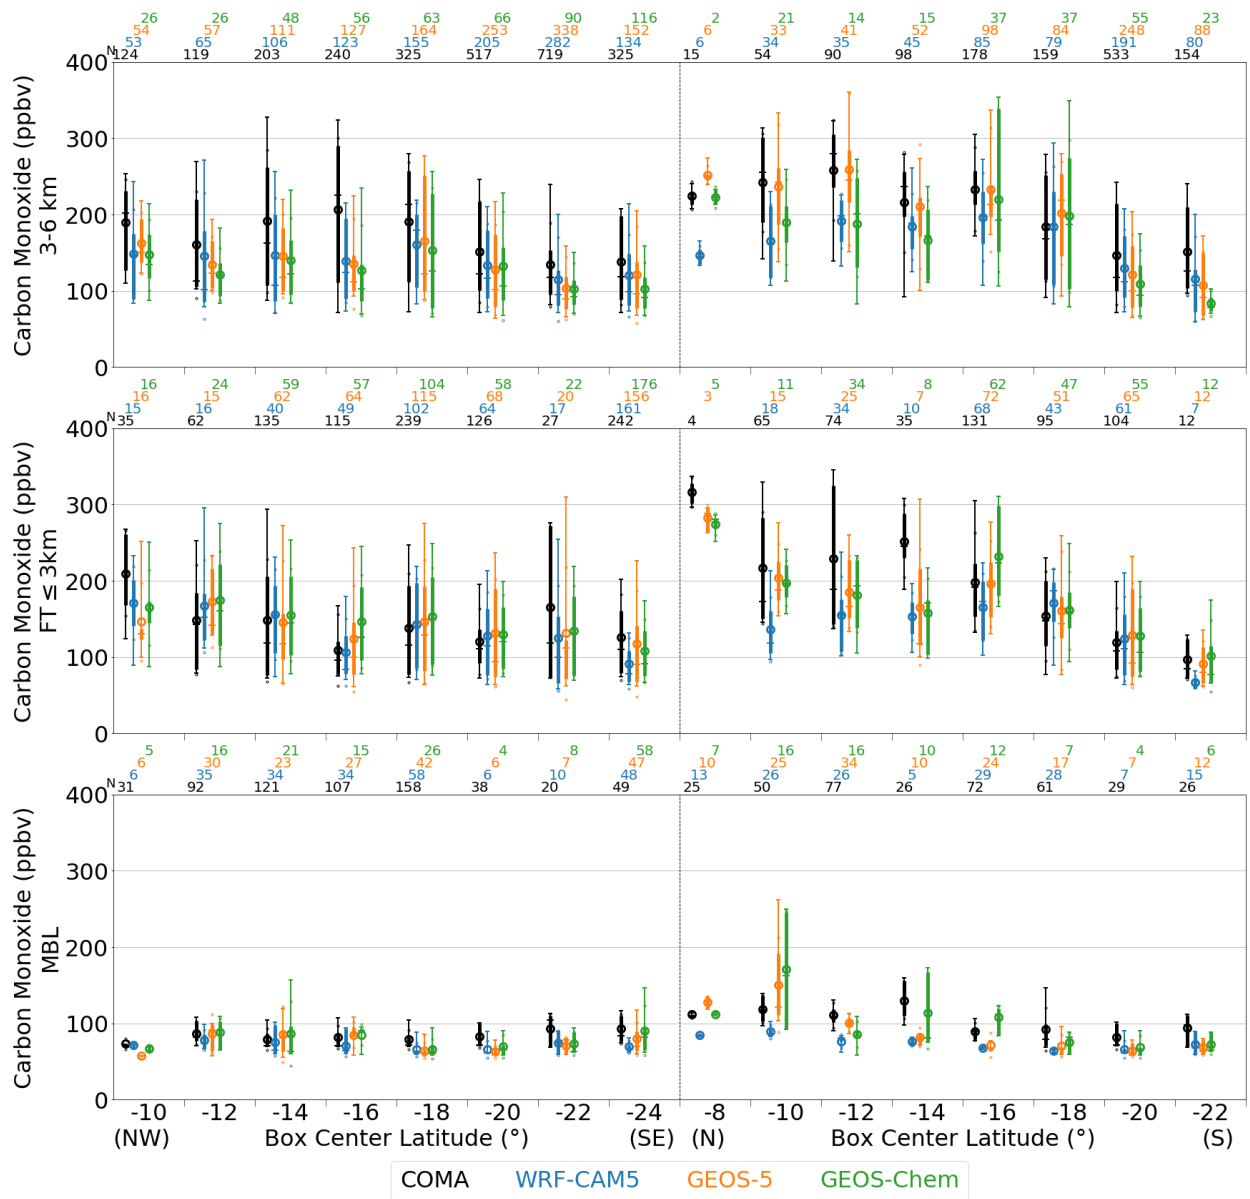 26 26 48 56 63 66 90 116 2 21 14 15 37 37 55 23
54 57 111 127 164 253 338 152 6 33 41 52 98 84 248 88
53 65 106 123 155 205 282 134 6 34 35 45 85 79 191 80
N 124 119 203 240 325 517 719 325 15 54 90 98 178 159 533 154
400
300
200
100
0
Carbon Monoxide (ppbv)
3-6 km
16 24 59 57 104 58 22 176 5 11 34 8 62 47 55 12
16 15 62 64 115 68 20 156 3 15 25 7 72 51 65 12
15 16 40 49 102 64 17 161 18 34 10 68 43 61 7
N 35 62 135 115 239 126 27 242 4 65 74 35 131 95 104 12
400
300
200
100
0
Carbon Monoxide (ppbv)
FT ≤ 3km
5 16 21 15 26 4 8 58 7 16 16 10 12 7 4 6
6 30 23 27 42 6 7 47 10 25 34 10 24 17 7 12
6 35 34 34 58 6 10 48 13 26 26 5 29 28 7 15
N 31 92 121 107 158 38 20 49 25 50 77 26 72 61 29 26
400
300
200
100
0
Carbon Monoxide (ppbv)
MBL
-10 -12 -14 -16 -18 -20 -22 -24 -8 -10 -12 -14 -16 -18 -20 -22
(NW) Box Center Latitude (°) (SE) (N) Box Center Latitude (°) (S)
COMA WRF-CAM5 GEOS-5 GEOS-Chem